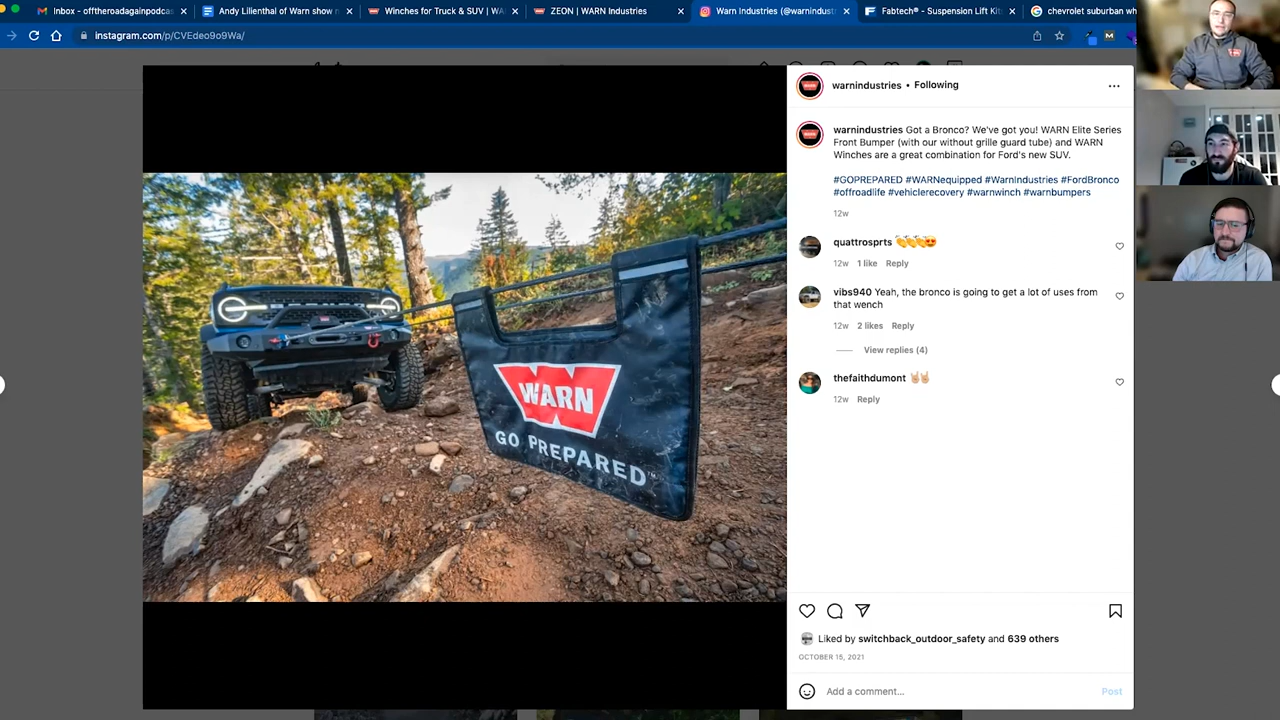 Inbox - offtheroadagainpodcas
Andy Lilienthal of Warn show n
Winches for Truck & SUV | WA
ZEON | WARN Industries
Warn Industries (@warnindust
Fabtech® - Suspension Lift Kit
chevrolet suburban wh
instagram.com/p/CVEdeo9o9Wa/
warnindustries • Following
warnindustries Got a Bronco? We've got you! WARN Elite Series
Front Bumper (with our without grille guard tube) and WARN
Winches are a great combination for Ford's new SUV.
#GOPREPARED #WARNequipped #WarnIndustries #FordBronco
#offroadlife #vehiclerecovery #warnwinch #warnbumpers
12w
quattrosprts 👏👏👏😍
12w 1 like Reply
vibs940 Yeah, the bronco is going to get a lot of uses from
that wench
12w 2 likes Reply
View replies (4)
thefaithdumont 🤘🏼🤘🏼
12w Reply
WARN
GO PREPARED
Liked by switchback_outdoor_safety and 639 others
OCTOBER 15, 2021
Add a comment...
Post